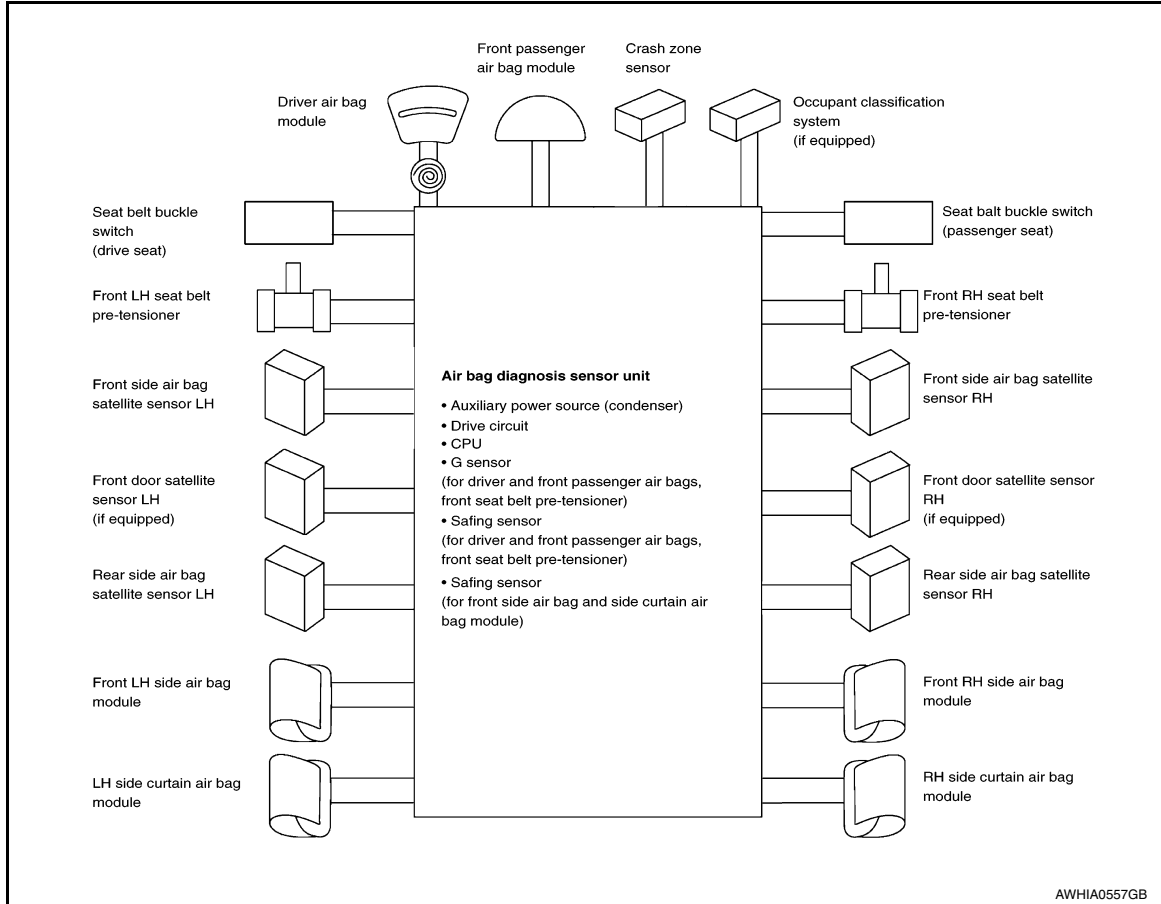 Front passenger
air bag module
Crash zone
sensor
Driver air bag
module
Occupant classification
system
(if equipped)
Seat belt buckle
switch
(drive seat)
Seat balt buckle switch
(passenger seat)
Front LH seat belt
pre-tensioner
Front RH seat belt
pre-tensioner
Front side air bag
satellite sensor LH
Front side air bag satellite
sensor RH
Front door satellite
sensor LH
(if equipped)
Front door satellite sensor
RH
(if equipped)
Rear side air bag
satellite sensor LH
Rear side air bag satellite
sensor RH
Front LH side air bag
module
Front RH side air bag
module
LH side curtain air bag
module
RH side curtain air bag
module
Air bag diagnosis sensor unit
• Auxiliary power source (condenser)
• Drive circuit
• CPU
• G sensor
(for driver and front passenger air bags,
front seat belt pre-tensioner)
• Safing sensor
(for driver and front passenger air bags,
front seat belt pre-tensioner)
• Safing sensor
(for front side air bag and side curtain air
bag module)
AWHIA0557GB